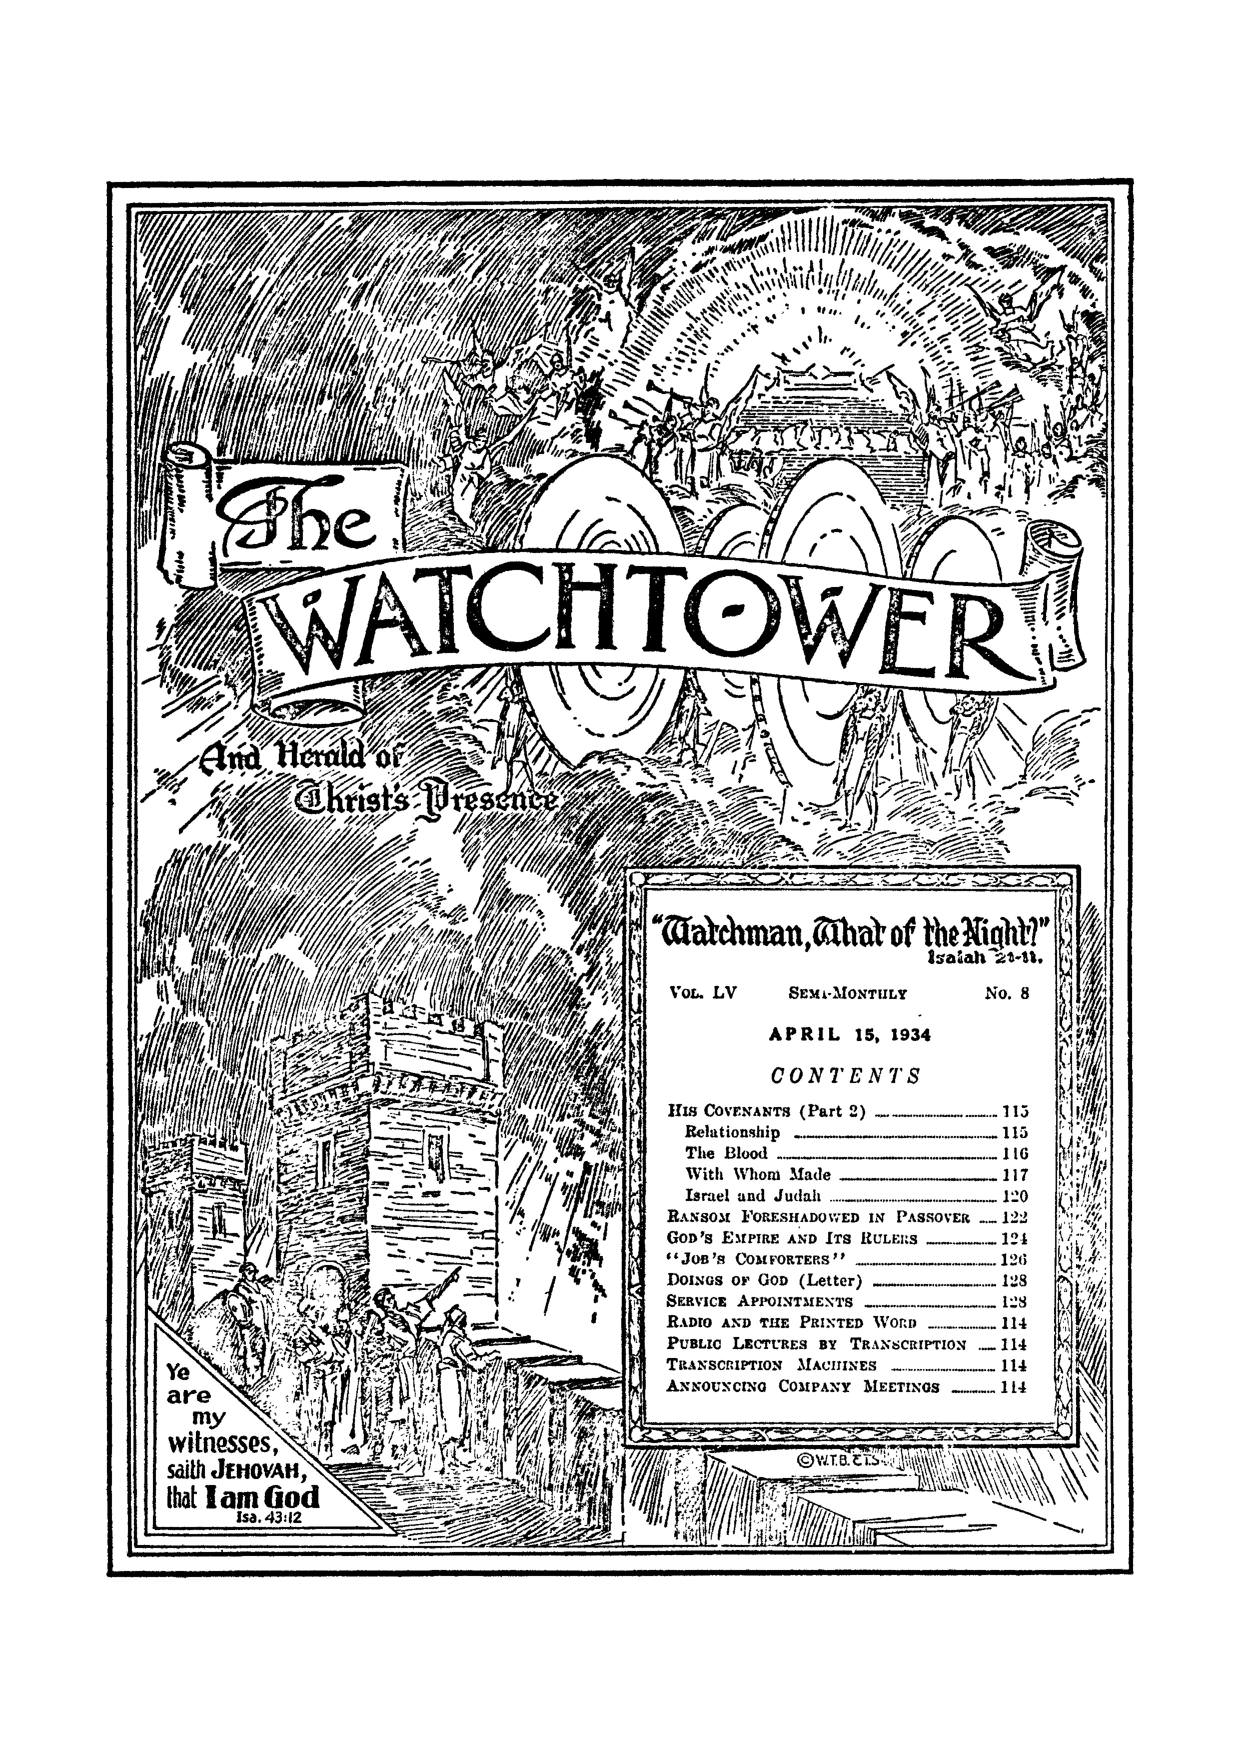 The
WATCHTOWER
And Herald of
Christ's Presence
"Watchman, What of the Night?"
Isaiah 21-11.
VOL. LV SEMI-MONTHLY No. 8
APRIL 15, 1934
CONTENTS
HIS COVENANTS (Part 2) 115
Relationship 115
The Blood 116
With Whom Made 117
Israel and Judah 120
RANSOM FORESHADOWED IN PASSOVER 122
GOD'S EMPIRE AND ITS RULERS 124
"JOB'S COMFORTERS" 126
DOINGS OF GOD (Letter) 128
SERVICE APPOINTMENTS 128
RADIO AND THE PRINTED WORD 114
PUBLIC LECTURES BY TRANSCRIPTION 114
TRANSCRIPTION MACHINES 114
ANNOUNCING COMPANY MEETINGS 114
©W.T.B.&T.S.
Ye
are
my
witnesses,
saith JEHOVAH,
that I am God
Isa. 43:12